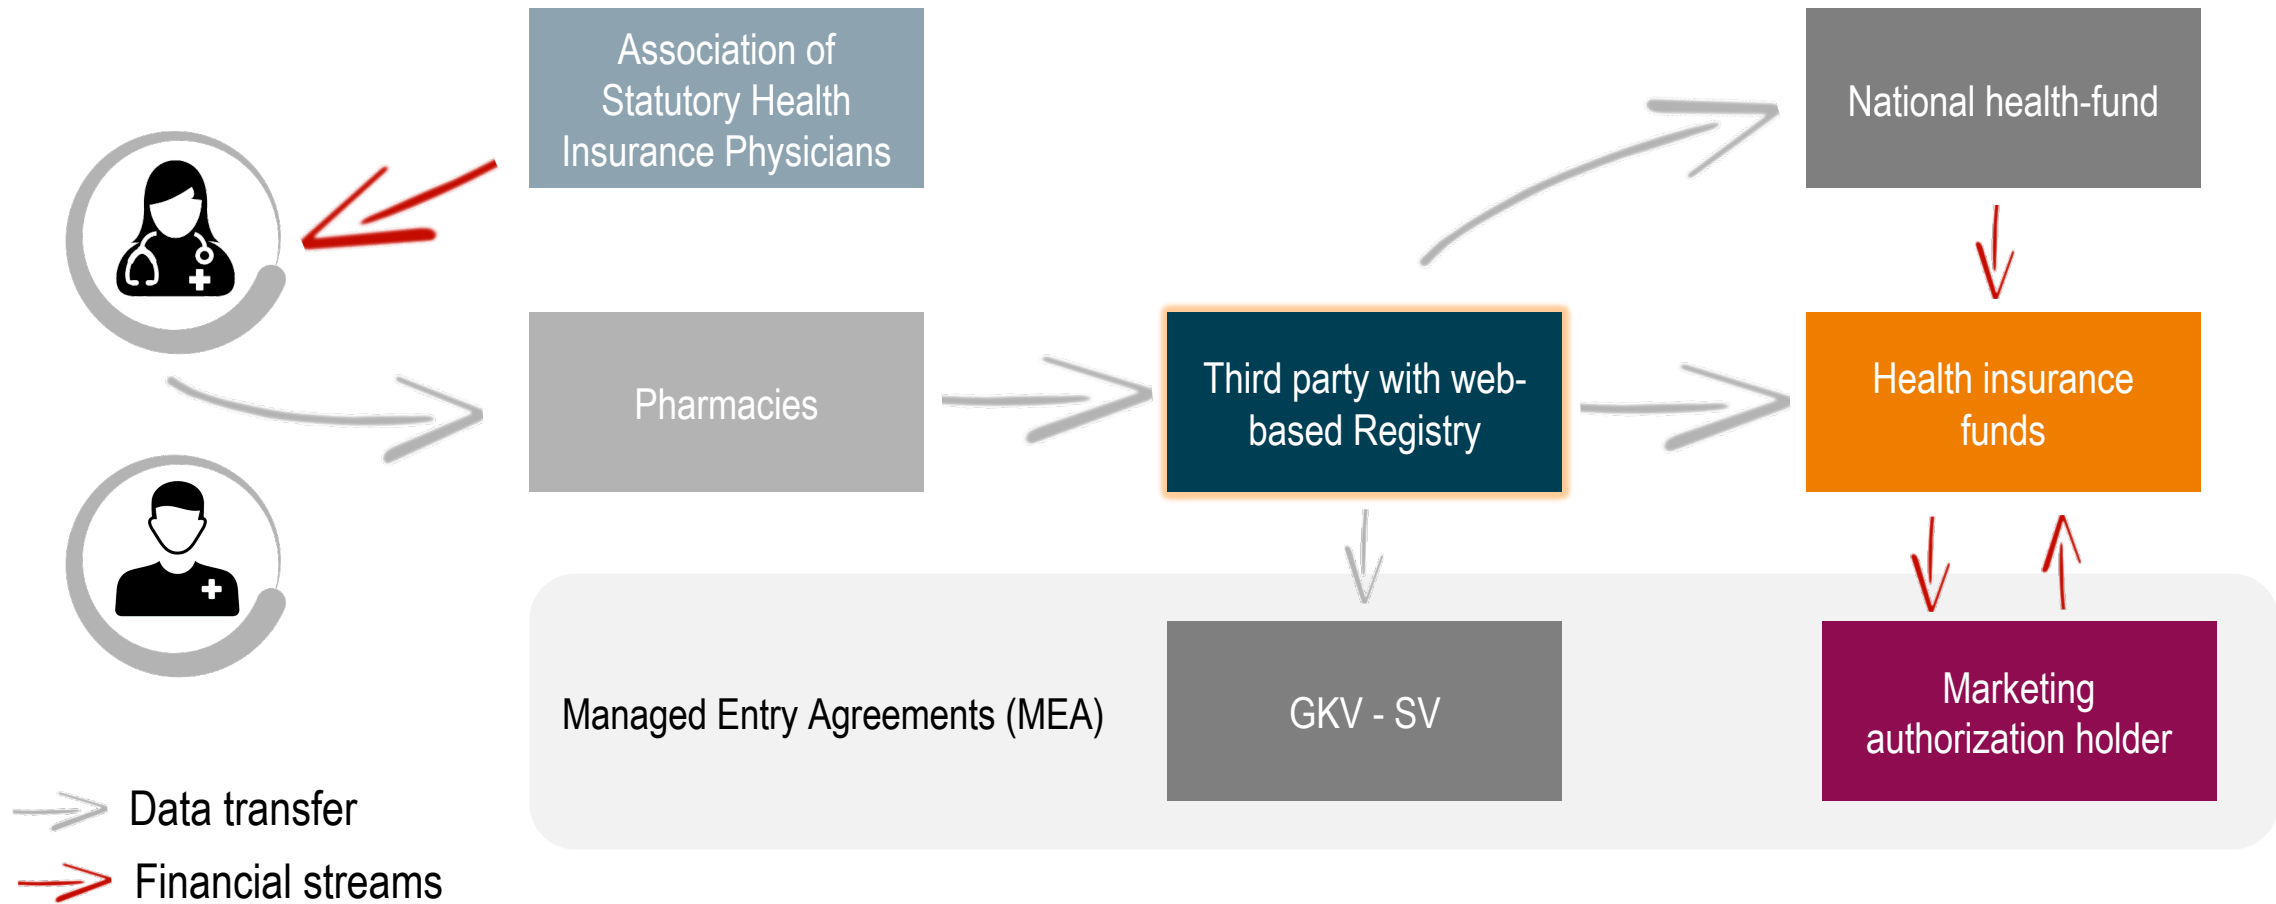 Association of
Statutory Health
Insurance Physicians
National health-fund
Pharmacies
Third party with web-
based Registry
Health insurance
funds
Managed Entry Agreements (MEA)
GKV - SV
Marketing
authorization holder
Data transfer
Financial streams